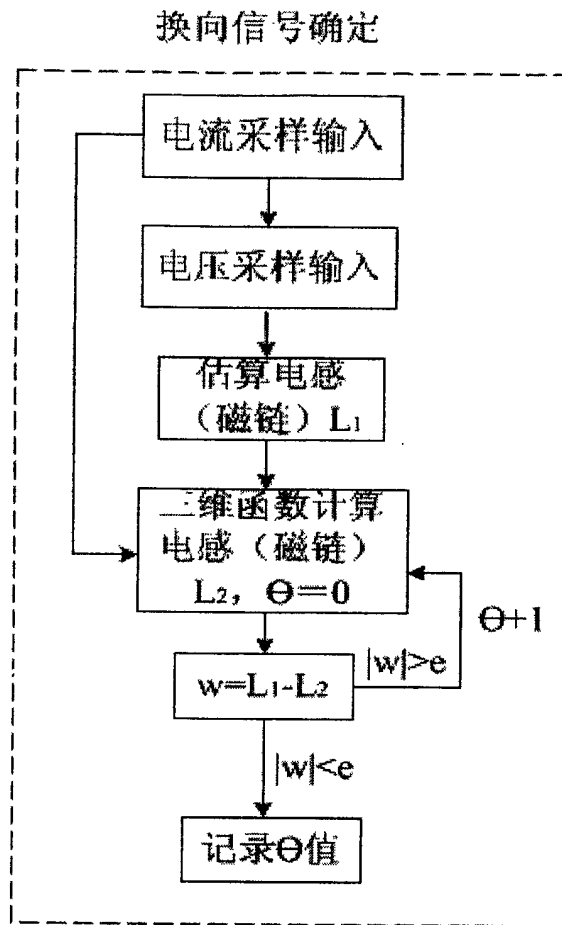 换向信号确定
电流采样输入
电压采样输入
估算电感
（磁链）L₁
三维函数计算
电感（磁链）
L₂，Θ＝0
Θ+1
|w|>e
w=L₁-L₂
|w|<e
记录Θ值